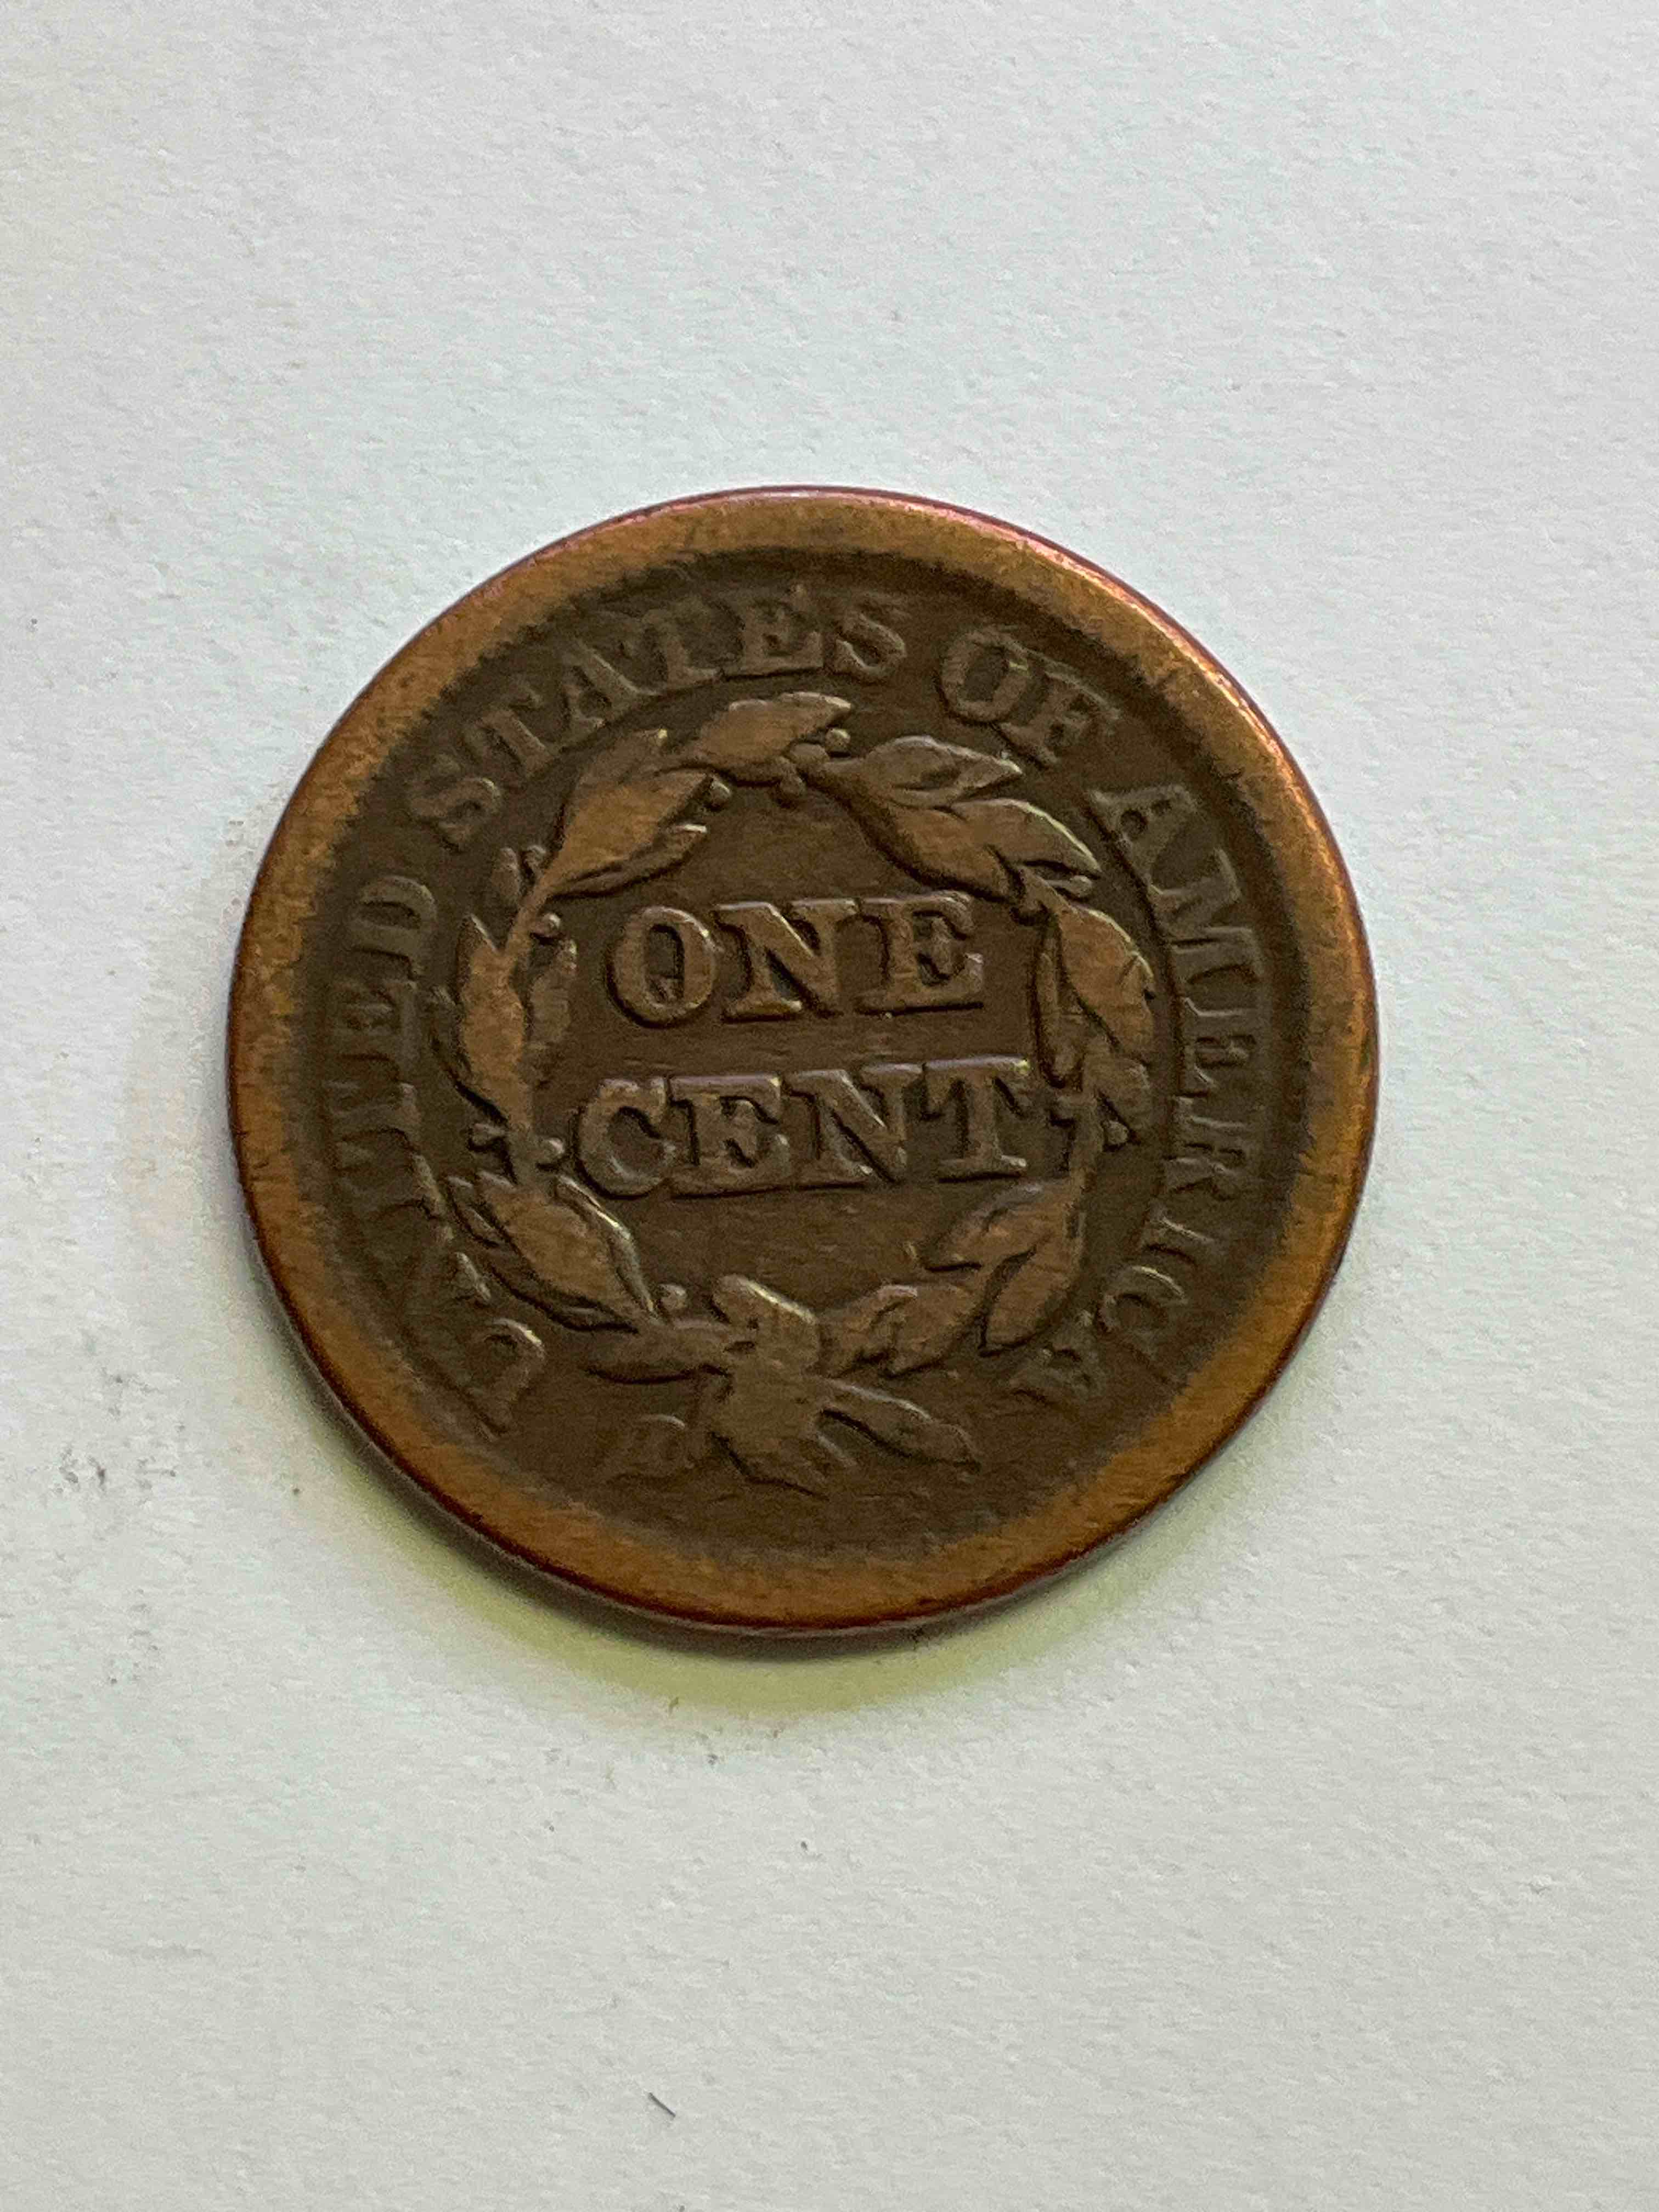 UNITED STATES OF AMERICA
ONE
CENT